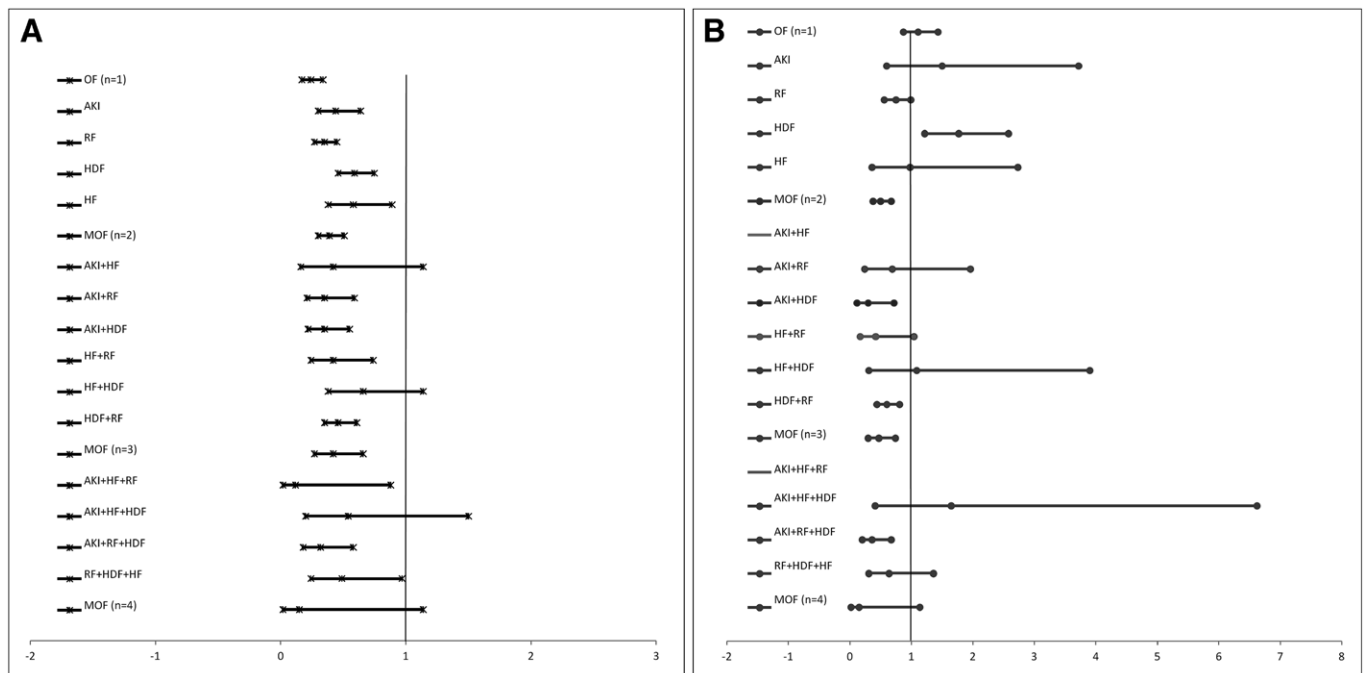 A
OF (n=1)
AKI
RF
HDF
HF
MOF (n=2)
AKI+HF
AKI+RF
AKI+HDF
HF+RF
HF+HDF
HDF+RF
MOF (n=3)
AKI+HF+RF
AKI+HF+HDF
AKI+RF+HDF
RF+HDF+HF
MOF (n=4)
-2 -1 0 1 2 3
B
OF (n=1)
AKI
RF
HDF
HF
MOF (n=2)
AKI+HF
AKI+RF
AKI+HDF
HF+RF
HF+HDF
HDF+RF
MOF (n=3)
AKI+HF+RF
AKI+HF+HDF
AKI+RF+HDF
RF+HDF+HF
MOF (n=4)
-2 -1 0 1 2 3 4 5 6 7 8